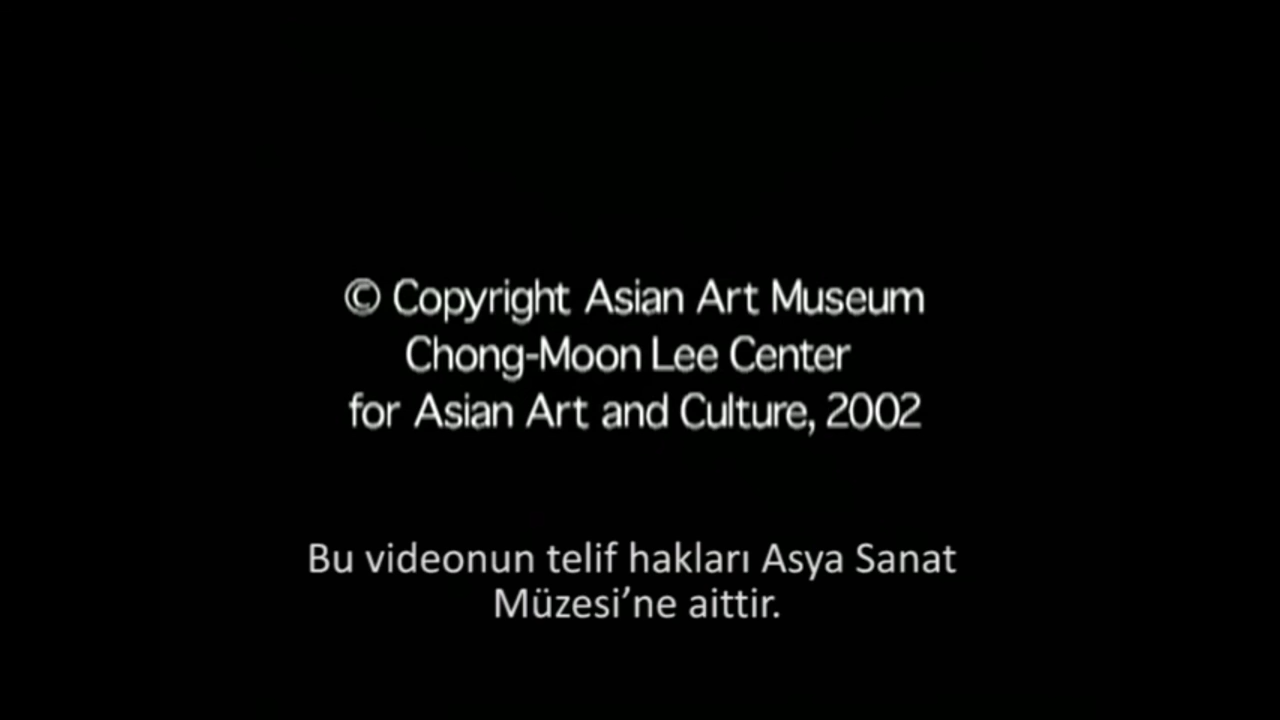 © Copyright Asian Art Museum
Chong-Moon Lee Center
for Asian Art and Culture, 2002
Bu videonun telif hakları Asya Sanat
Müzesi’ne aittir.